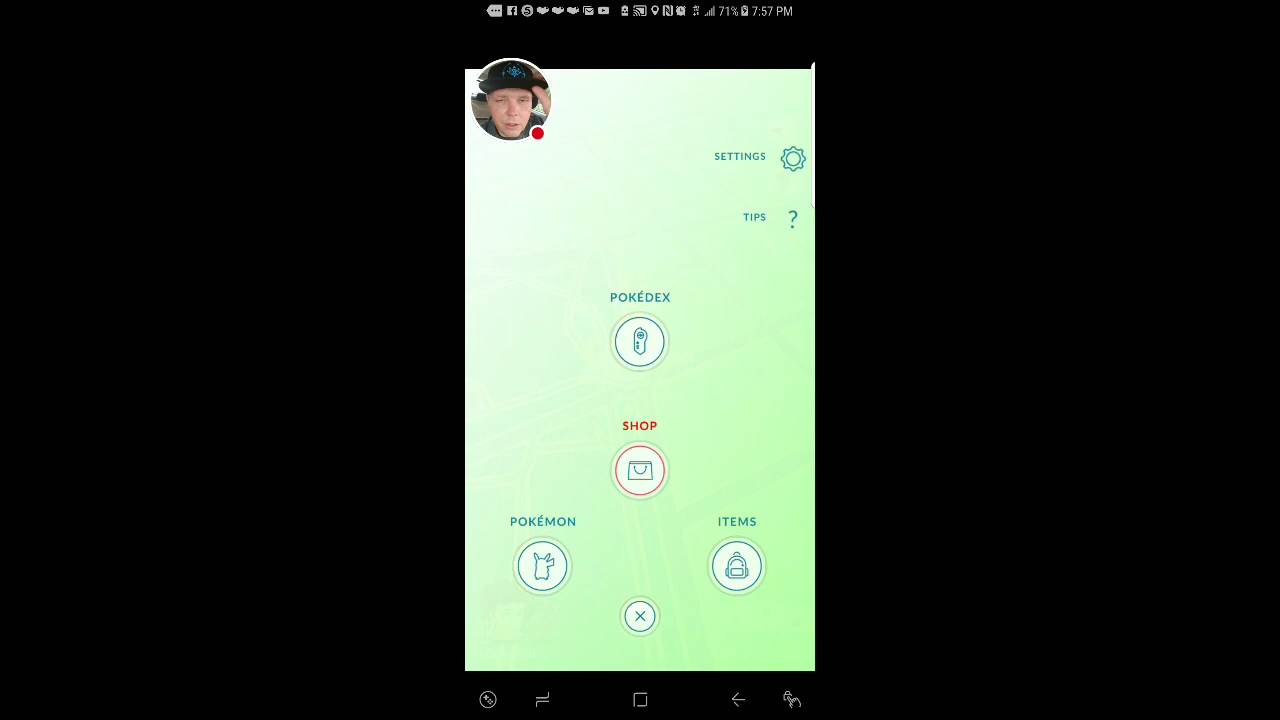 71% 7:57 PM
SETTINGS
TIPS ?
POKÉDEX
SHOP
POKÉMON
ITEMS